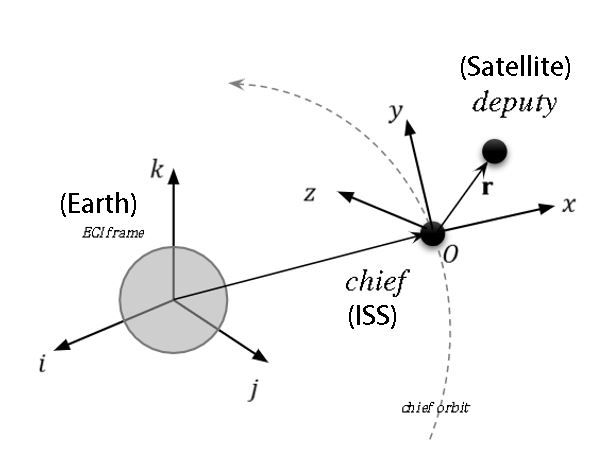 (Satellite)
deputy
y
k
r
z
x
(Earth)
ECI frame
O
chief
(ISS)
i
j
chief orbit